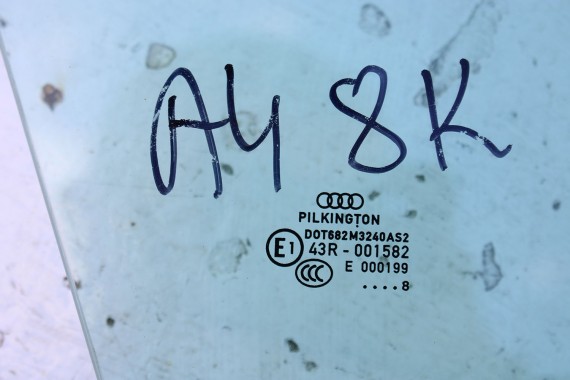 A4 8K
PILKINGTON
DOT682M3240AS2
E1 43R - 001582
CCC E 000199
....8